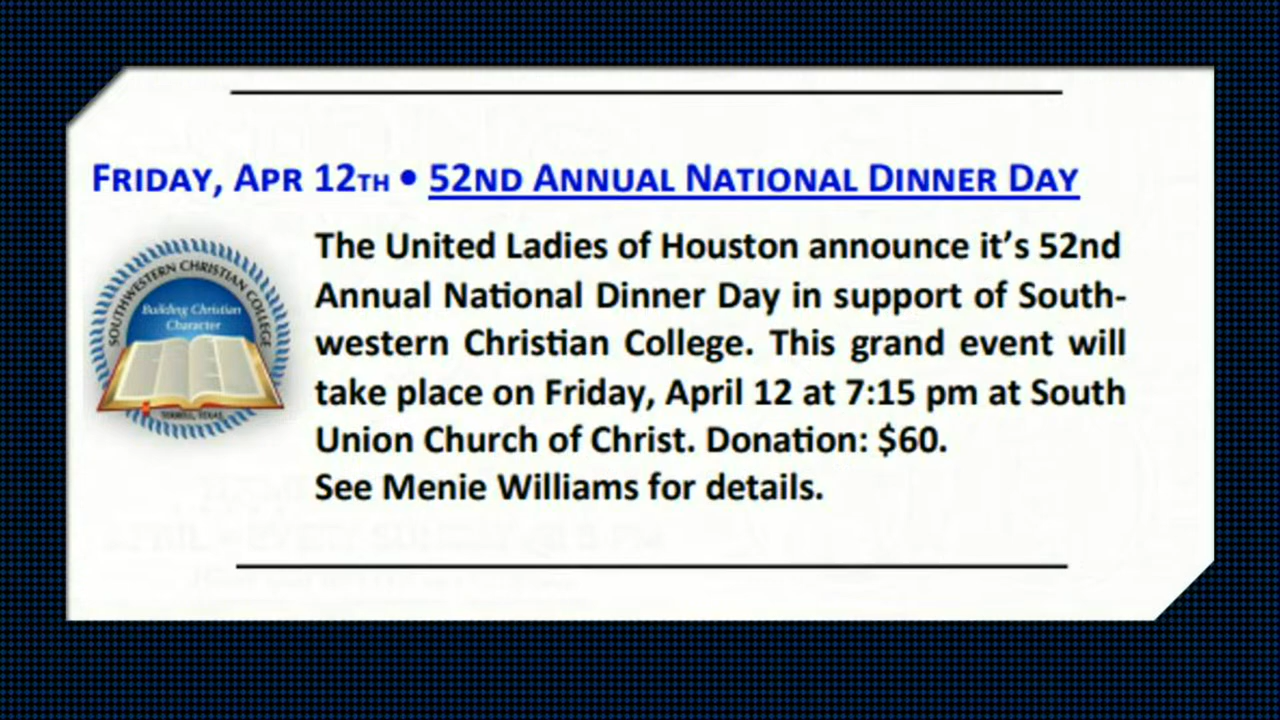 FRIDAY, APR 12TH • 52ND ANNUAL NATIONAL DINNER DAY
SOUTHWESTERN CHRISTIAN COLLEGE
Building Christian
Character
TERRELL, TEXAS
The United Ladies of Houston announce it’s 52nd
Annual National Dinner Day in support of South-
western Christian College. This grand event will
take place on Friday, April 12 at 7:15 pm at South
Union Church of Christ. Donation: $60.
See Menie Williams for details.